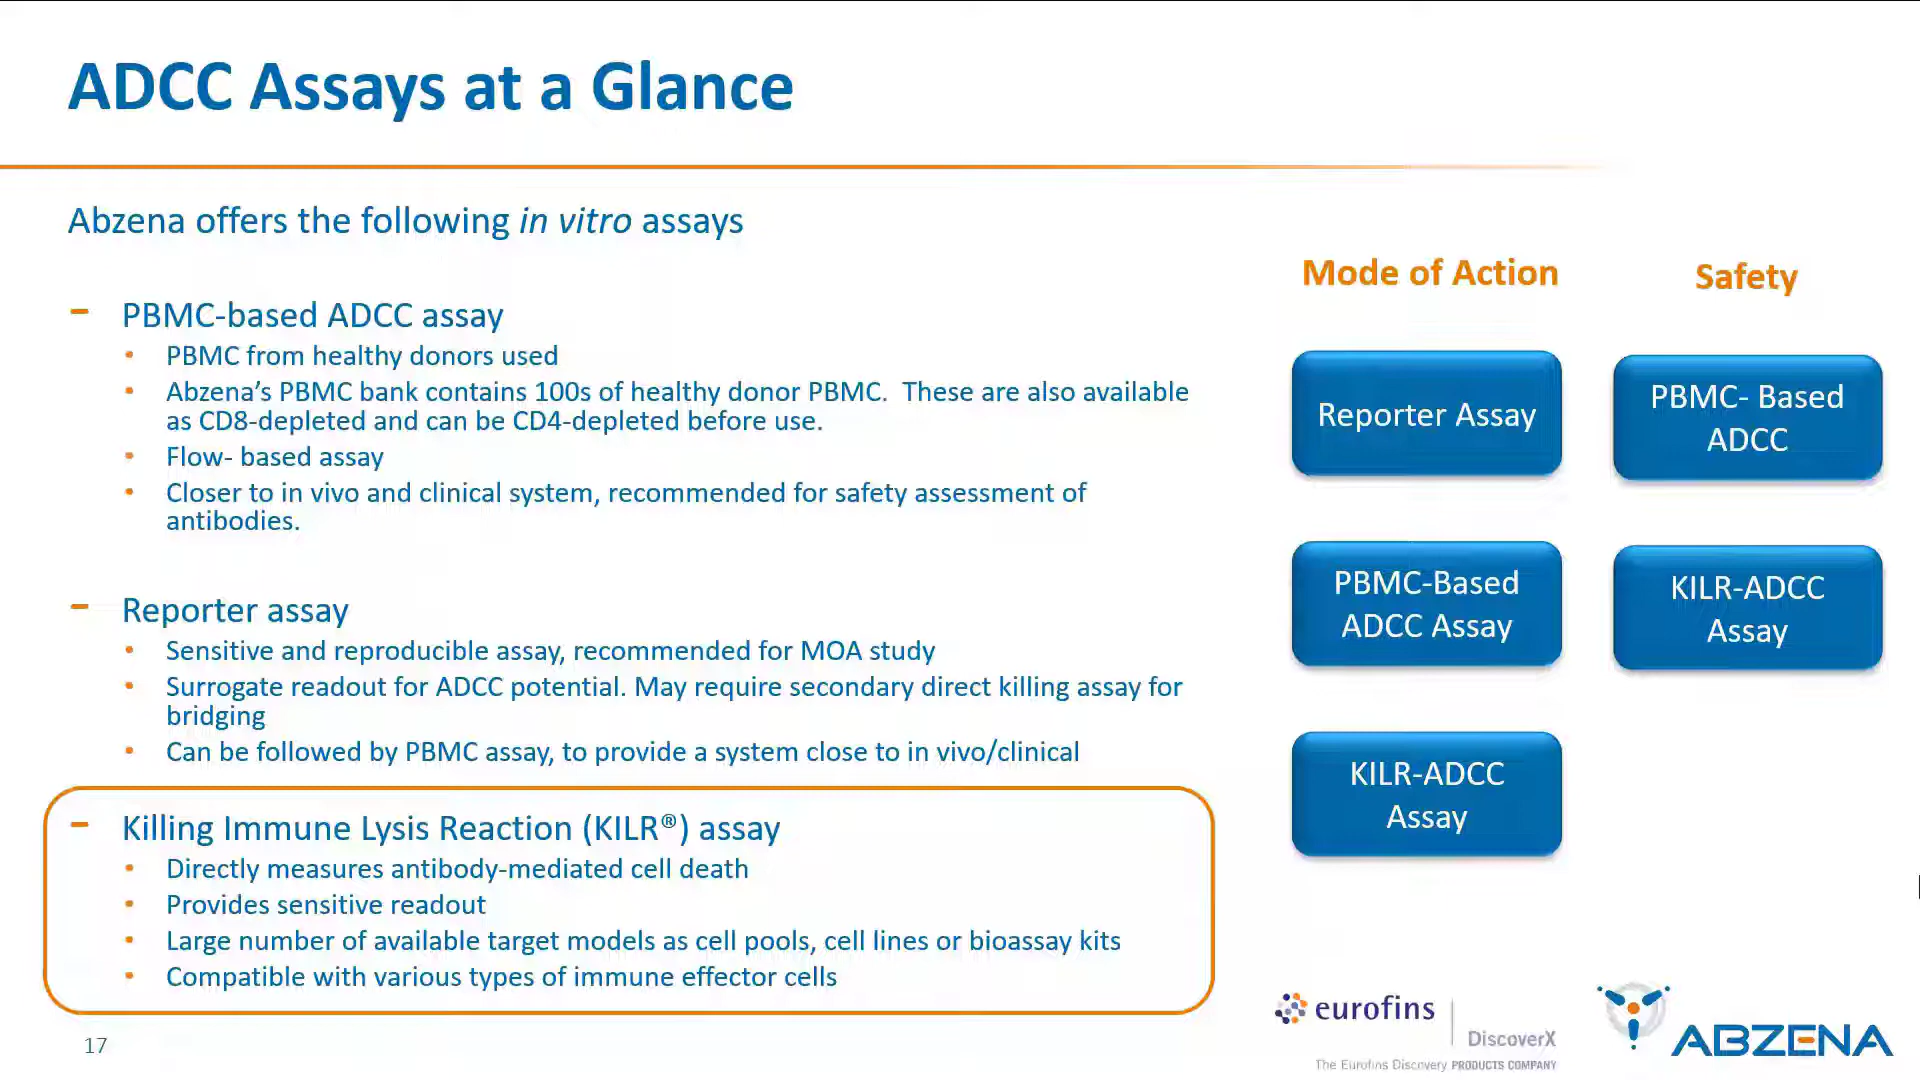 ADCC Assays at a Glance
Abzena offers the following in vitro assays
- PBMC-based ADCC assay
• PBMC from healthy donors used
• Abzena’s PBMC bank contains 100s of healthy donor PBMC. These are also available
as CD8-depleted and can be CD4-depleted before use.
• Flow- based assay
• Closer to in vivo and clinical system, recommended for safety assessment of
antibodies.
- Reporter assay
• Sensitive and reproducible assay, recommended for MOA study
• Surrogate readout for ADCC potential. May require secondary direct killing assay for
bridging
• Can be followed by PBMC assay, to provide a system close to in vivo/clinical
- Killing Immune Lysis Reaction (KILR®) assay
• Directly measures antibody-mediated cell death
• Provides sensitive readout
• Large number of available target models as cell pools, cell lines or bioassay kits
• Compatible with various types of immune effector cells
Mode of Action
Reporter Assay
PBMC-Based
ADCC Assay
KILR-ADCC
Assay
Safety
PBMC- Based
ADCC
KILR-ADCC
Assay
17
eurofins
DiscoverX
The Eurofins Discovery PRODUCTS COMPANY
ABZENA